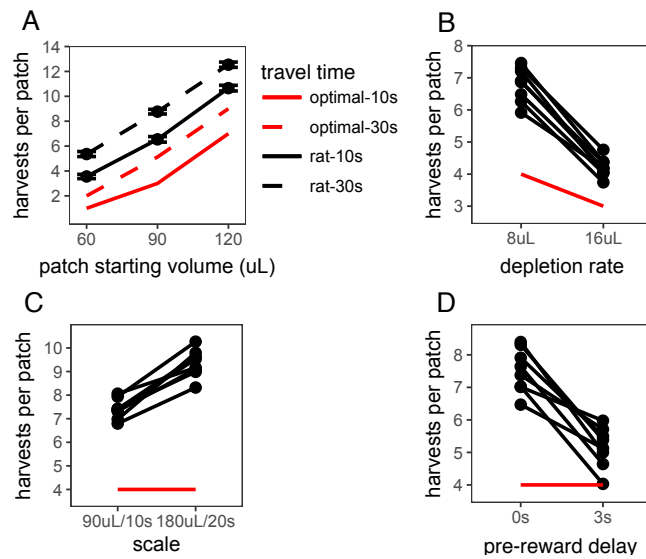 A
harvests per patch
14
12
10
8
6
4
2
60
90
120
patch starting volume (uL)
travel time
optimal-10s
optimal-30s
rat-10s
rat-30s
B
harvests per patch
8
7
6
5
4
3
8uL
16uL
depletion rate
C
harvests per patch
10
9
8
7
6
5
4
90uL/10s
180uL/20s
scale
D
harvests per patch
8
7
6
5
4
0s
3s
pre-reward delay